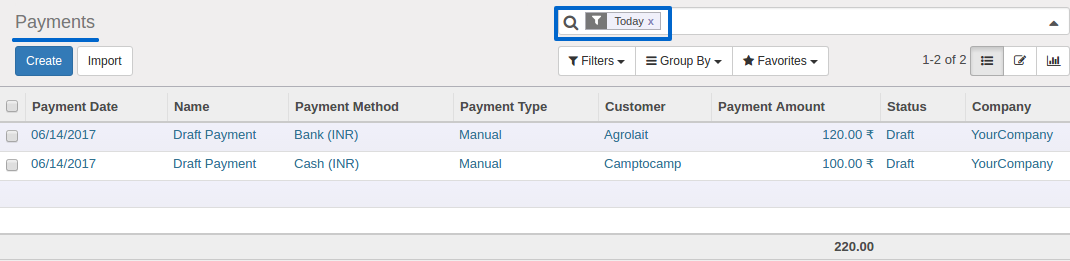 Payments
Today x
Create Import
Filters Group By Favorites 1-2 of 2
Payment Date Name Payment Method Payment Type Customer Payment Amount Status Company
06/14/2017 Draft Payment Bank (INR) Manual Agrolait 120.00 ₹ Draft YourCompany
06/14/2017 Draft Payment Cash (INR) Manual Camptocamp 100.00 ₹ Draft YourCompany
220.00